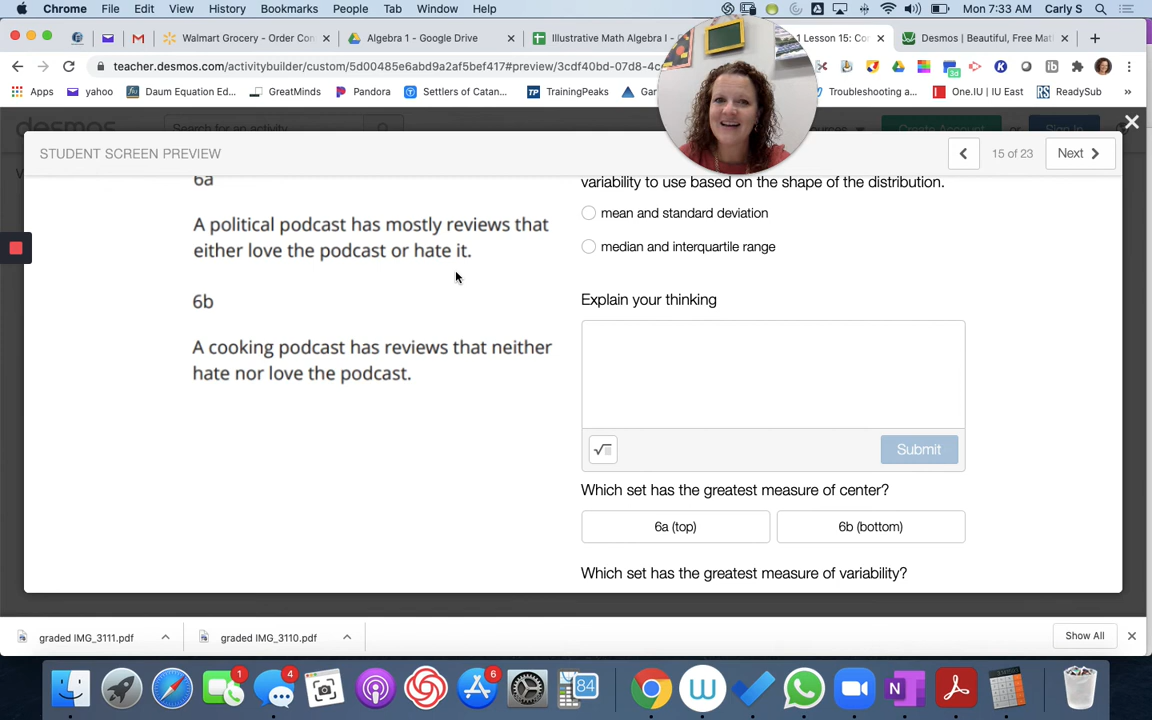 Chrome File Edit View History Bookmarks People Tab Window Help
Mon 7:33 AM Carly S
Walmart Grocery - Order Con
Algebra 1 - Google Drive
Illustrative Math Algebra I -
1 Lesson 15: Co
Desmos | Beautiful, Free Mat
teacher.desmos.com/activitybuilder/custom/5d00485e6abd9a2af5bef417#preview/3cdf40bd-07d8-4c
Apps yahoo Daum Equation Ed... GreatMinds Pandora Settlers of Catan... TrainingPeaks Troubleshooting a... One.IU | IU East ReadySub »
desmos
STUDENT SCREEN PREVIEW
15 of 23
Next
6a
A political podcast has mostly reviews that
either love the podcast or hate it.
6b
A cooking podcast has reviews that neither
hate nor love the podcast.
variability to use based on the shape of the distribution.
mean and standard deviation
median and interquartile range
Explain your thinking
Submit
Which set has the greatest measure of center?
6a (top)
6b (bottom)
Which set has the greatest measure of variability?
graded IMG_3111.pdf
graded IMG_3110.pdf
Show All
1
4
6
84